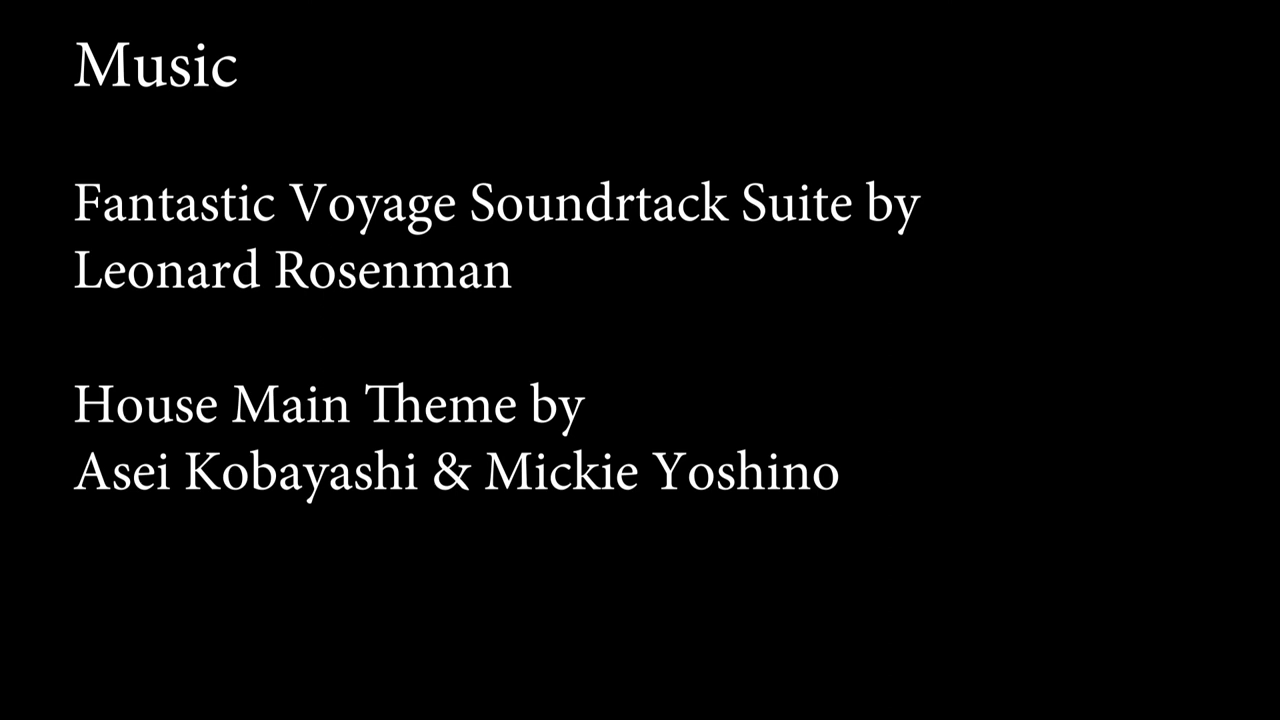 Music
Fantastic Voyage Soundrtack Suite by
Leonard Rosenman
House Main Theme by
Asei Kobayashi & Mickie Yoshino